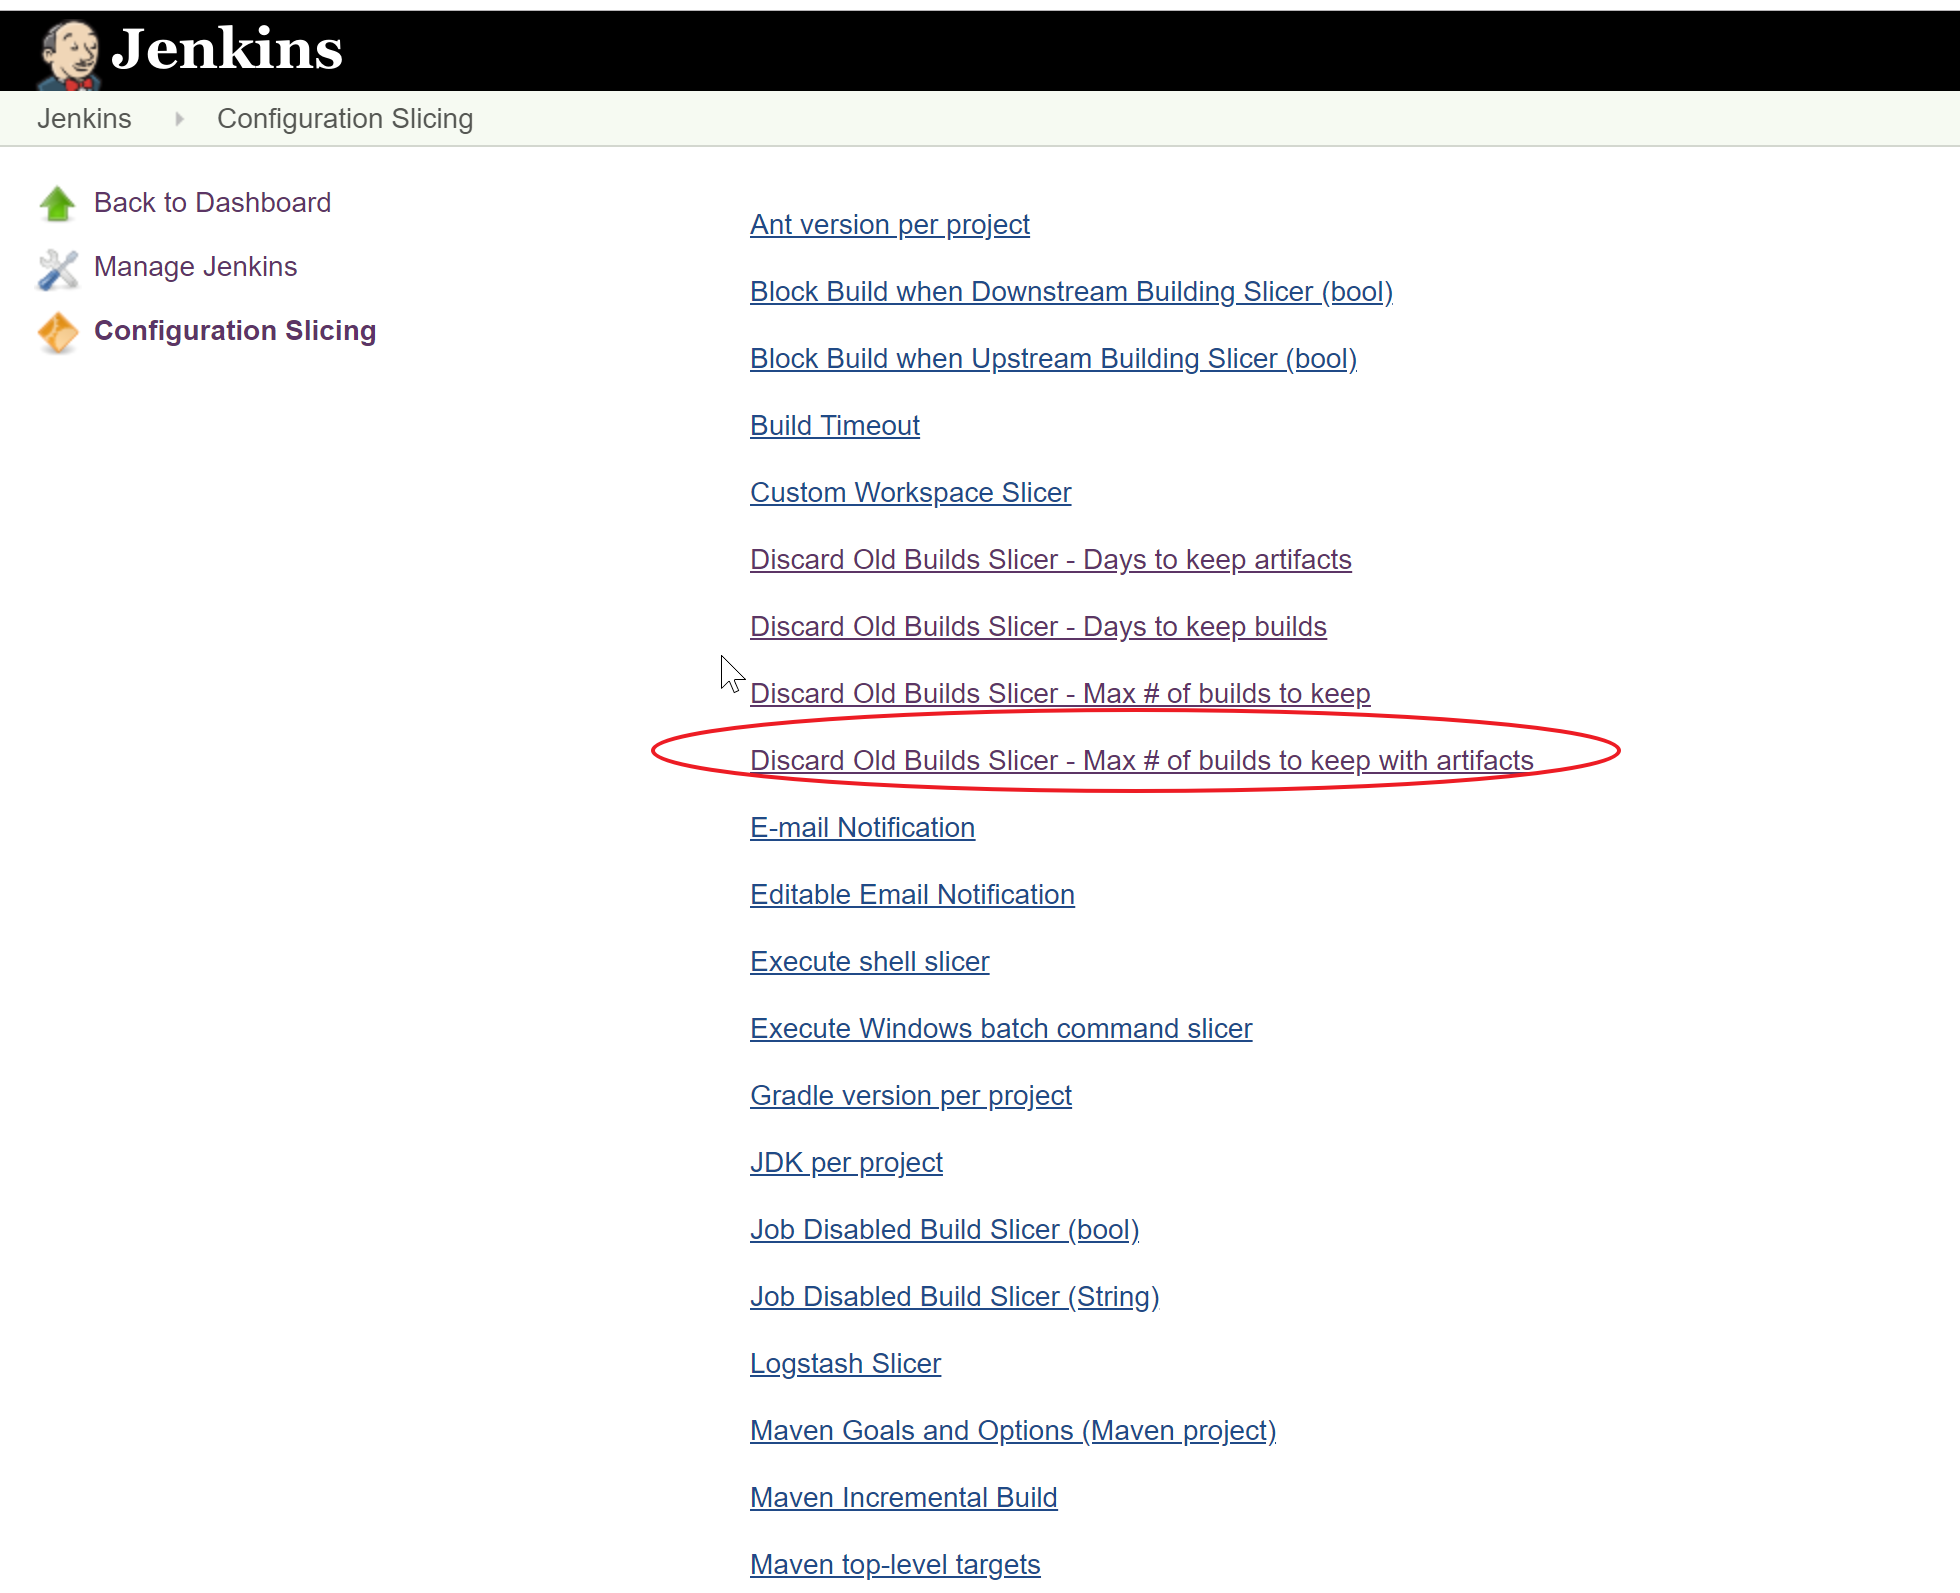 Jenkins
Jenkins
Configuration Slicing
Back to Dashboard
Manage Jenkins
Configuration Slicing
Ant version per project
Block Build when Downstream Building Slicer (bool)
Block Build when Upstream Building Slicer (bool)
Build Timeout
Custom Workspace Slicer
Discard Old Builds Slicer - Days to keep artifacts
Discard Old Builds Slicer - Days to keep builds
Discard Old Builds Slicer - Max # of builds to keep
Discard Old Builds Slicer - Max # of builds to keep with artifacts
E-mail Notification
Editable Email Notification
Execute shell slicer
Execute Windows batch command slicer
Gradle version per project
JDK per project
Job Disabled Build Slicer (bool)
Job Disabled Build Slicer (String)
Logstash Slicer
Maven Goals and Options (Maven project)
Maven Incremental Build
Maven top-level targets